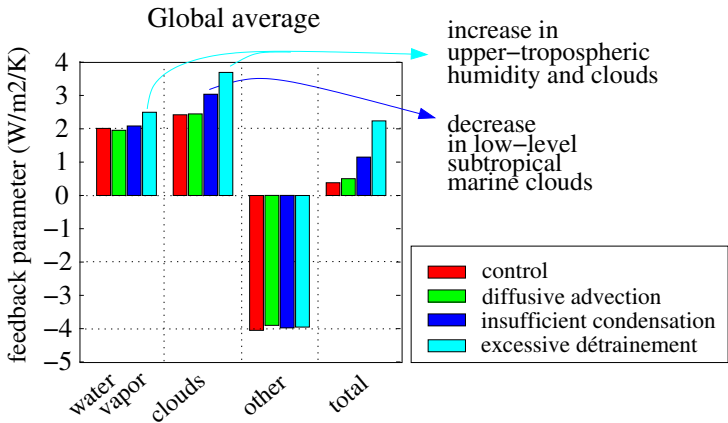 Global average
increase in
upper-tropospheric
humidity and clouds
decrease
in low-level
subtropical
marine clouds
feedback parameter (W/m2/K)
4
3
2
1
0
-1
-2
-3
-4
-5
water
vapor
clouds
other
total
control
diffusive advection
insufficient condensation
excessive détrainement